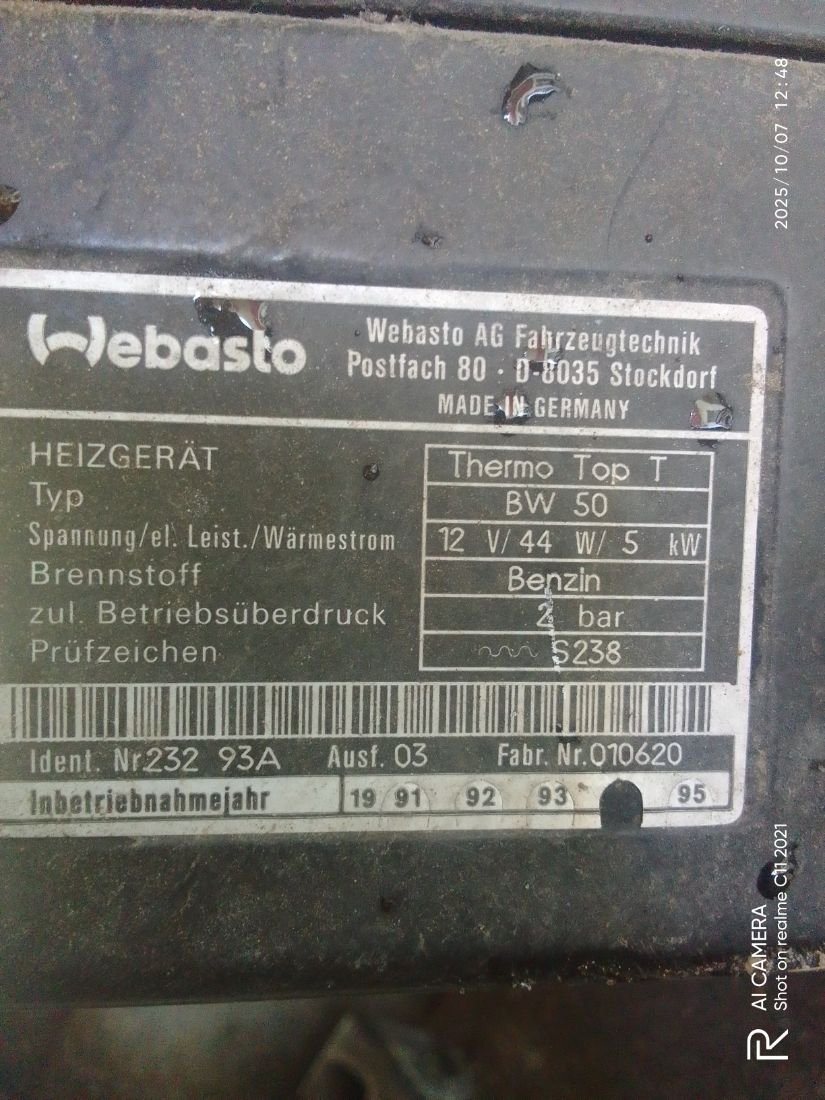 Webasto
Webasto AG Fahrzeugtechnik
Postfach 80 · D-8035 Stockdorf
MADE IN GERMANY
HEIZGERÄT Thermo Top T
Typ BW 50
Spannung/el. Leist./Wärmestrom 12 V/ 44 W/ 5 kW
Brennstoff Benzin
zul. Betriebsüberdruck 2 bar
Prüfzeichen S238
Ident. Nr. 232 93A Ausf. 03 Fabr. Nr. 010620
Inbetriebnahmejahr 19 91 92 93 95
2025/10/07 12:48
AI CAMERA
Shot on realme C11 2021